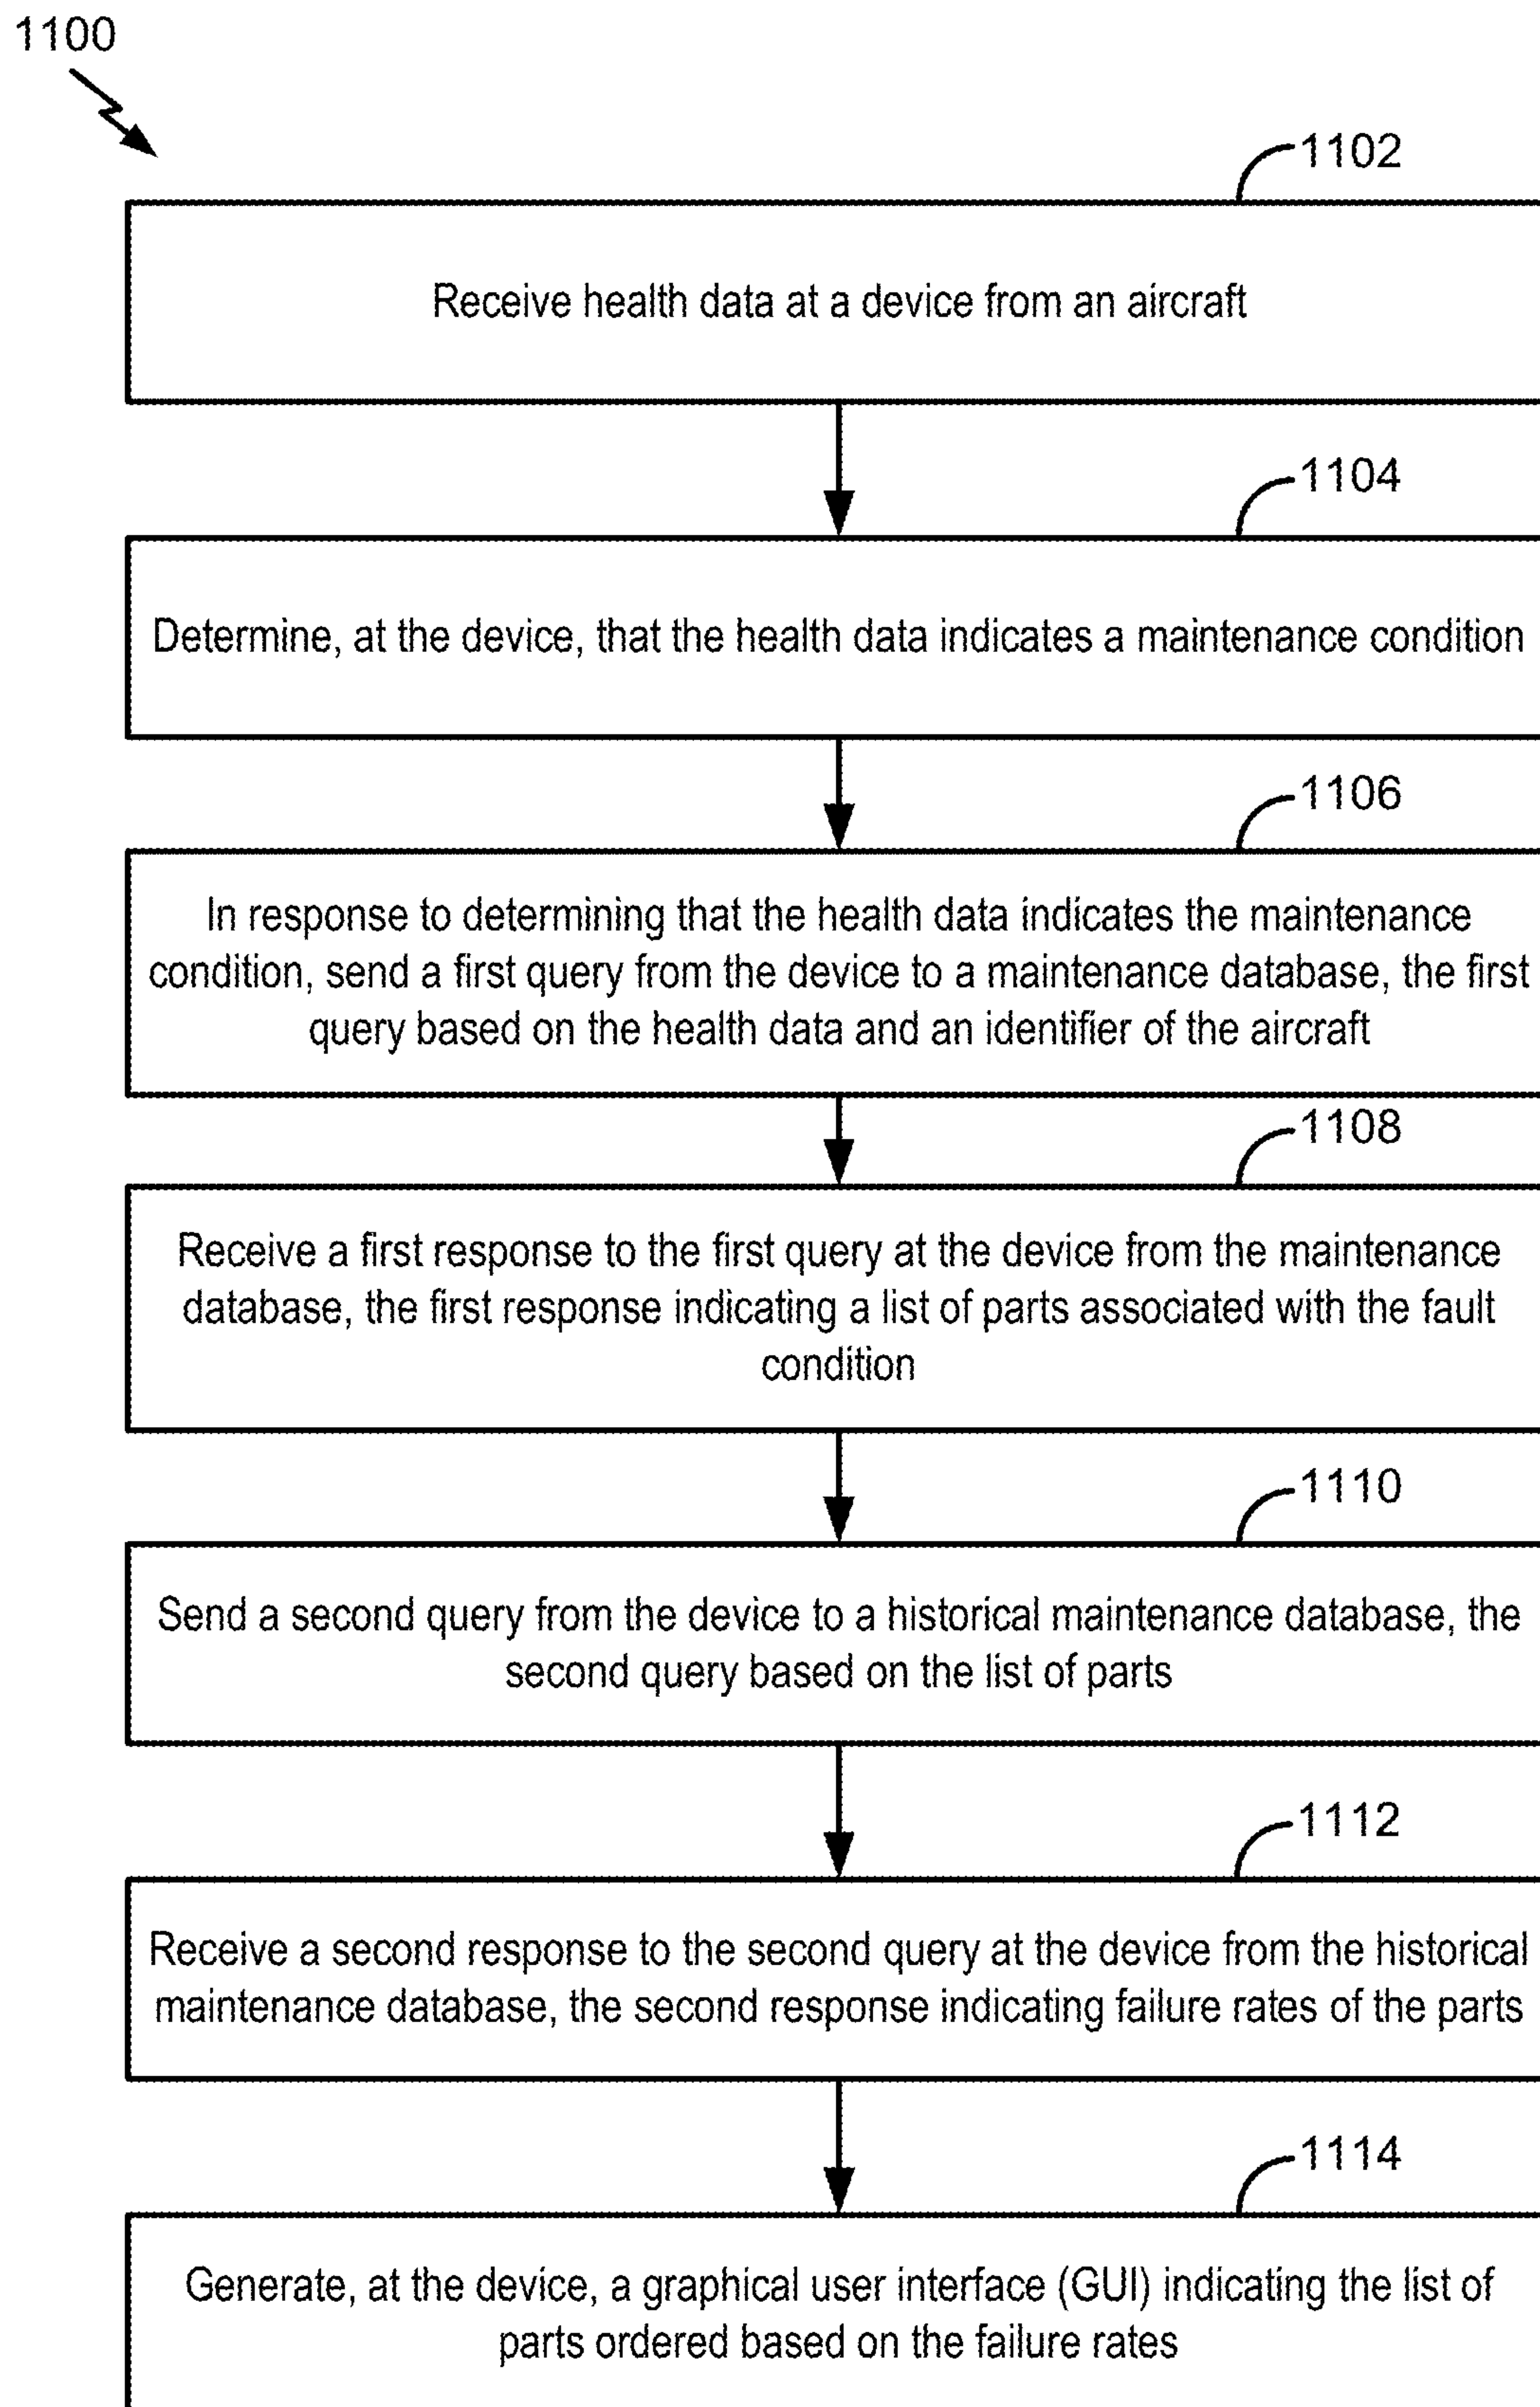 1100
1102
Receive health data at a device from an aircraft
1104
Determine, at the device, that the health data indicates a maintenance condition
1106
In response to determining that the health data indicates the maintenance
condition, send a first query from the device to a maintenance database, the first
query based on the health data and an identifier of the aircraft
1108
Receive a first response to the first query at the device from the maintenance
database, the first response indicating a list of parts associated with the fault
condition
1110
Send a second query from the device to a historical maintenance database, the
second query based on the list of parts
1112
Receive a second response to the second query at the device from the historical
maintenance database, the second response indicating failure rates of the parts
1114
Generate, at the device, a graphical user interface (GUI) indicating the list of
parts ordered based on the failure rates